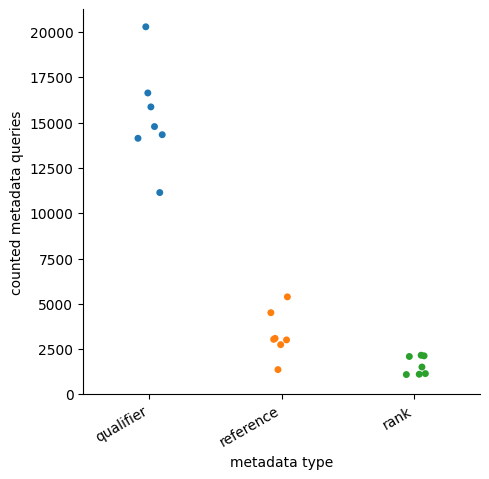 20000
17500
15000
12500
10000
7500
5000
2500
0
counted metadata queries
qualifier
reference
rank
metadata type